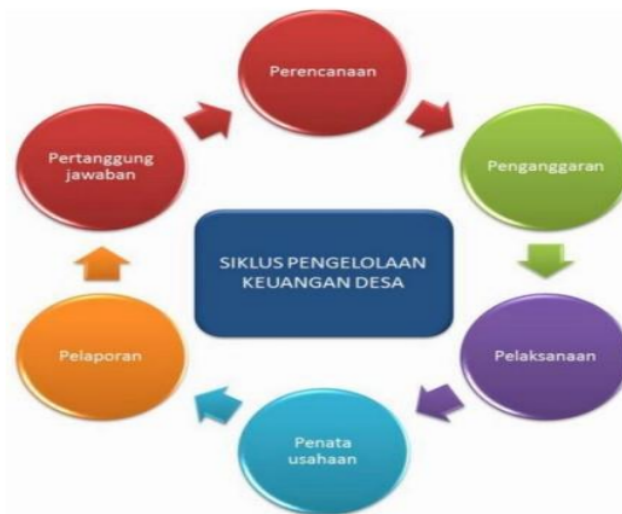 Perencanaan
Penganggaran
Pelaksanaan
Penata
usahaan
Pelaporan
Pertanggung
jawaban
SIKLUS PENGELOLAAN
KEUANGAN DESA